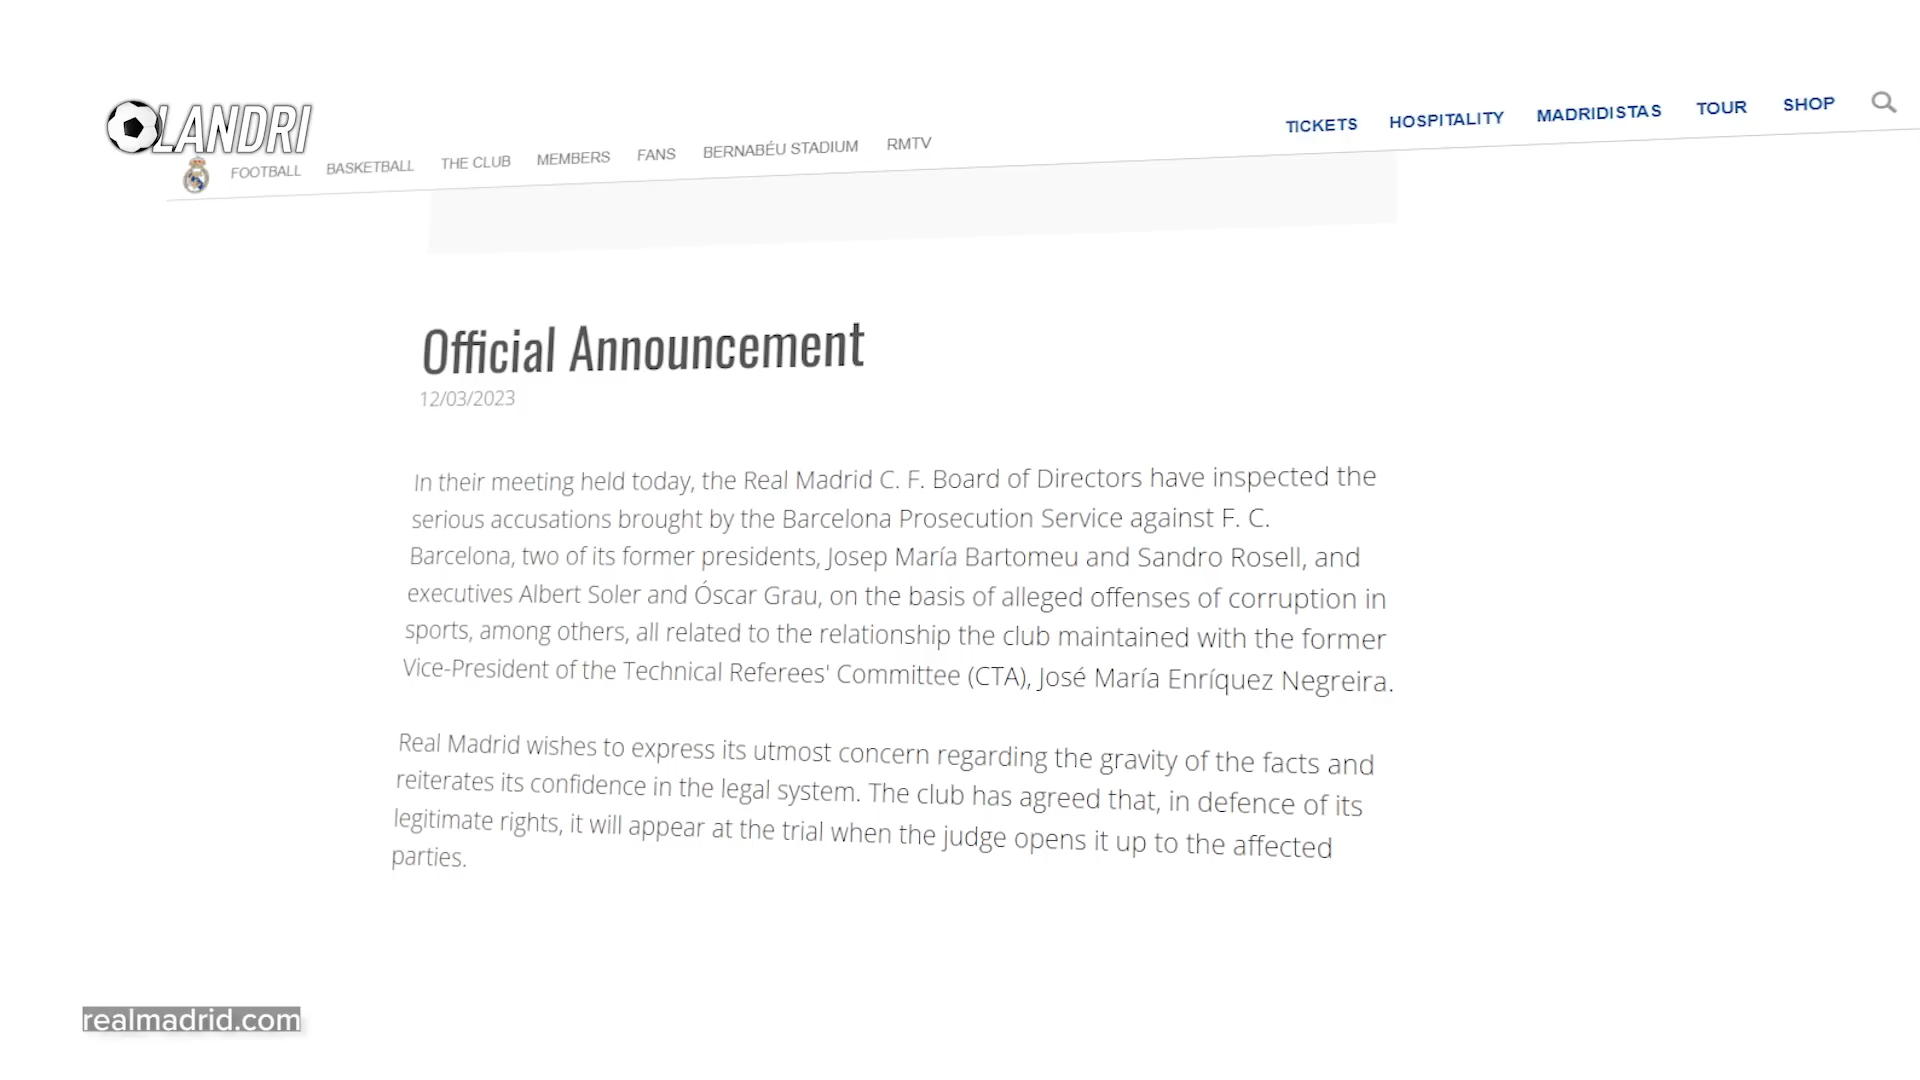 LANDRI
FOOTBALL BASKETBALL THE CLUB MEMBERS FANS BERNABÉU STADIUM RMTV
TICKETS HOSPITALITY MADRIDISTAS TOUR SHOP
Official Announcement
12/03/2023
In their meeting held today, the Real Madrid C. F. Board of Directors have inspected the
serious accusations brought by the Barcelona Prosecution Service against F. C.
Barcelona, two of its former presidents, Josep María Bartomeu and Sandro Rosell, and
executives Albert Soler and Óscar Grau, on the basis of alleged offenses of corruption in
sports, among others, all related to the relationship the club maintained with the former
Vice-President of the Technical Referees' Committee (CTA), José María Enríquez Negreira.
Real Madrid wishes to express its utmost concern regarding the gravity of the facts and
reiterates its confidence in the legal system. The club has agreed that, in defence of its
legitimate rights, it will appear at the trial when the judge opens it up to the affected
parties.
realmadrid.com